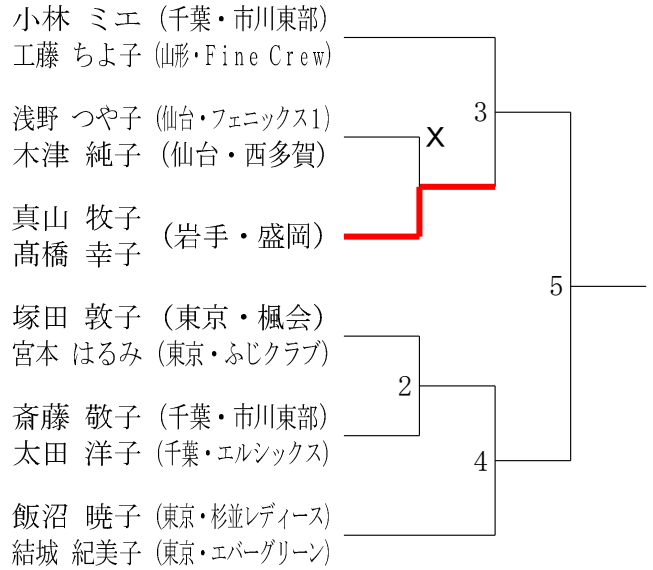 小林 ミエ (千葉・市川東部)
工藤 ちよ子 (山形・Fine Crew)
3
浅野 つや子 (仙台・フェニックス1)
X
木津 純子 (仙台・西多賀)
真山 牧子
(岩手・盛岡)
髙橋 幸子
5
塚田 敦子 (東京・楓会)
宮本 はるみ (東京・ふじクラブ)
2
斎藤 敬子 (千葉・市川東部)
太田 洋子 (千葉・エルシックス)
4
飯沼 暁子 (東京・杉並レディース)
結城 紀美子 (東京・エバーグリーン)